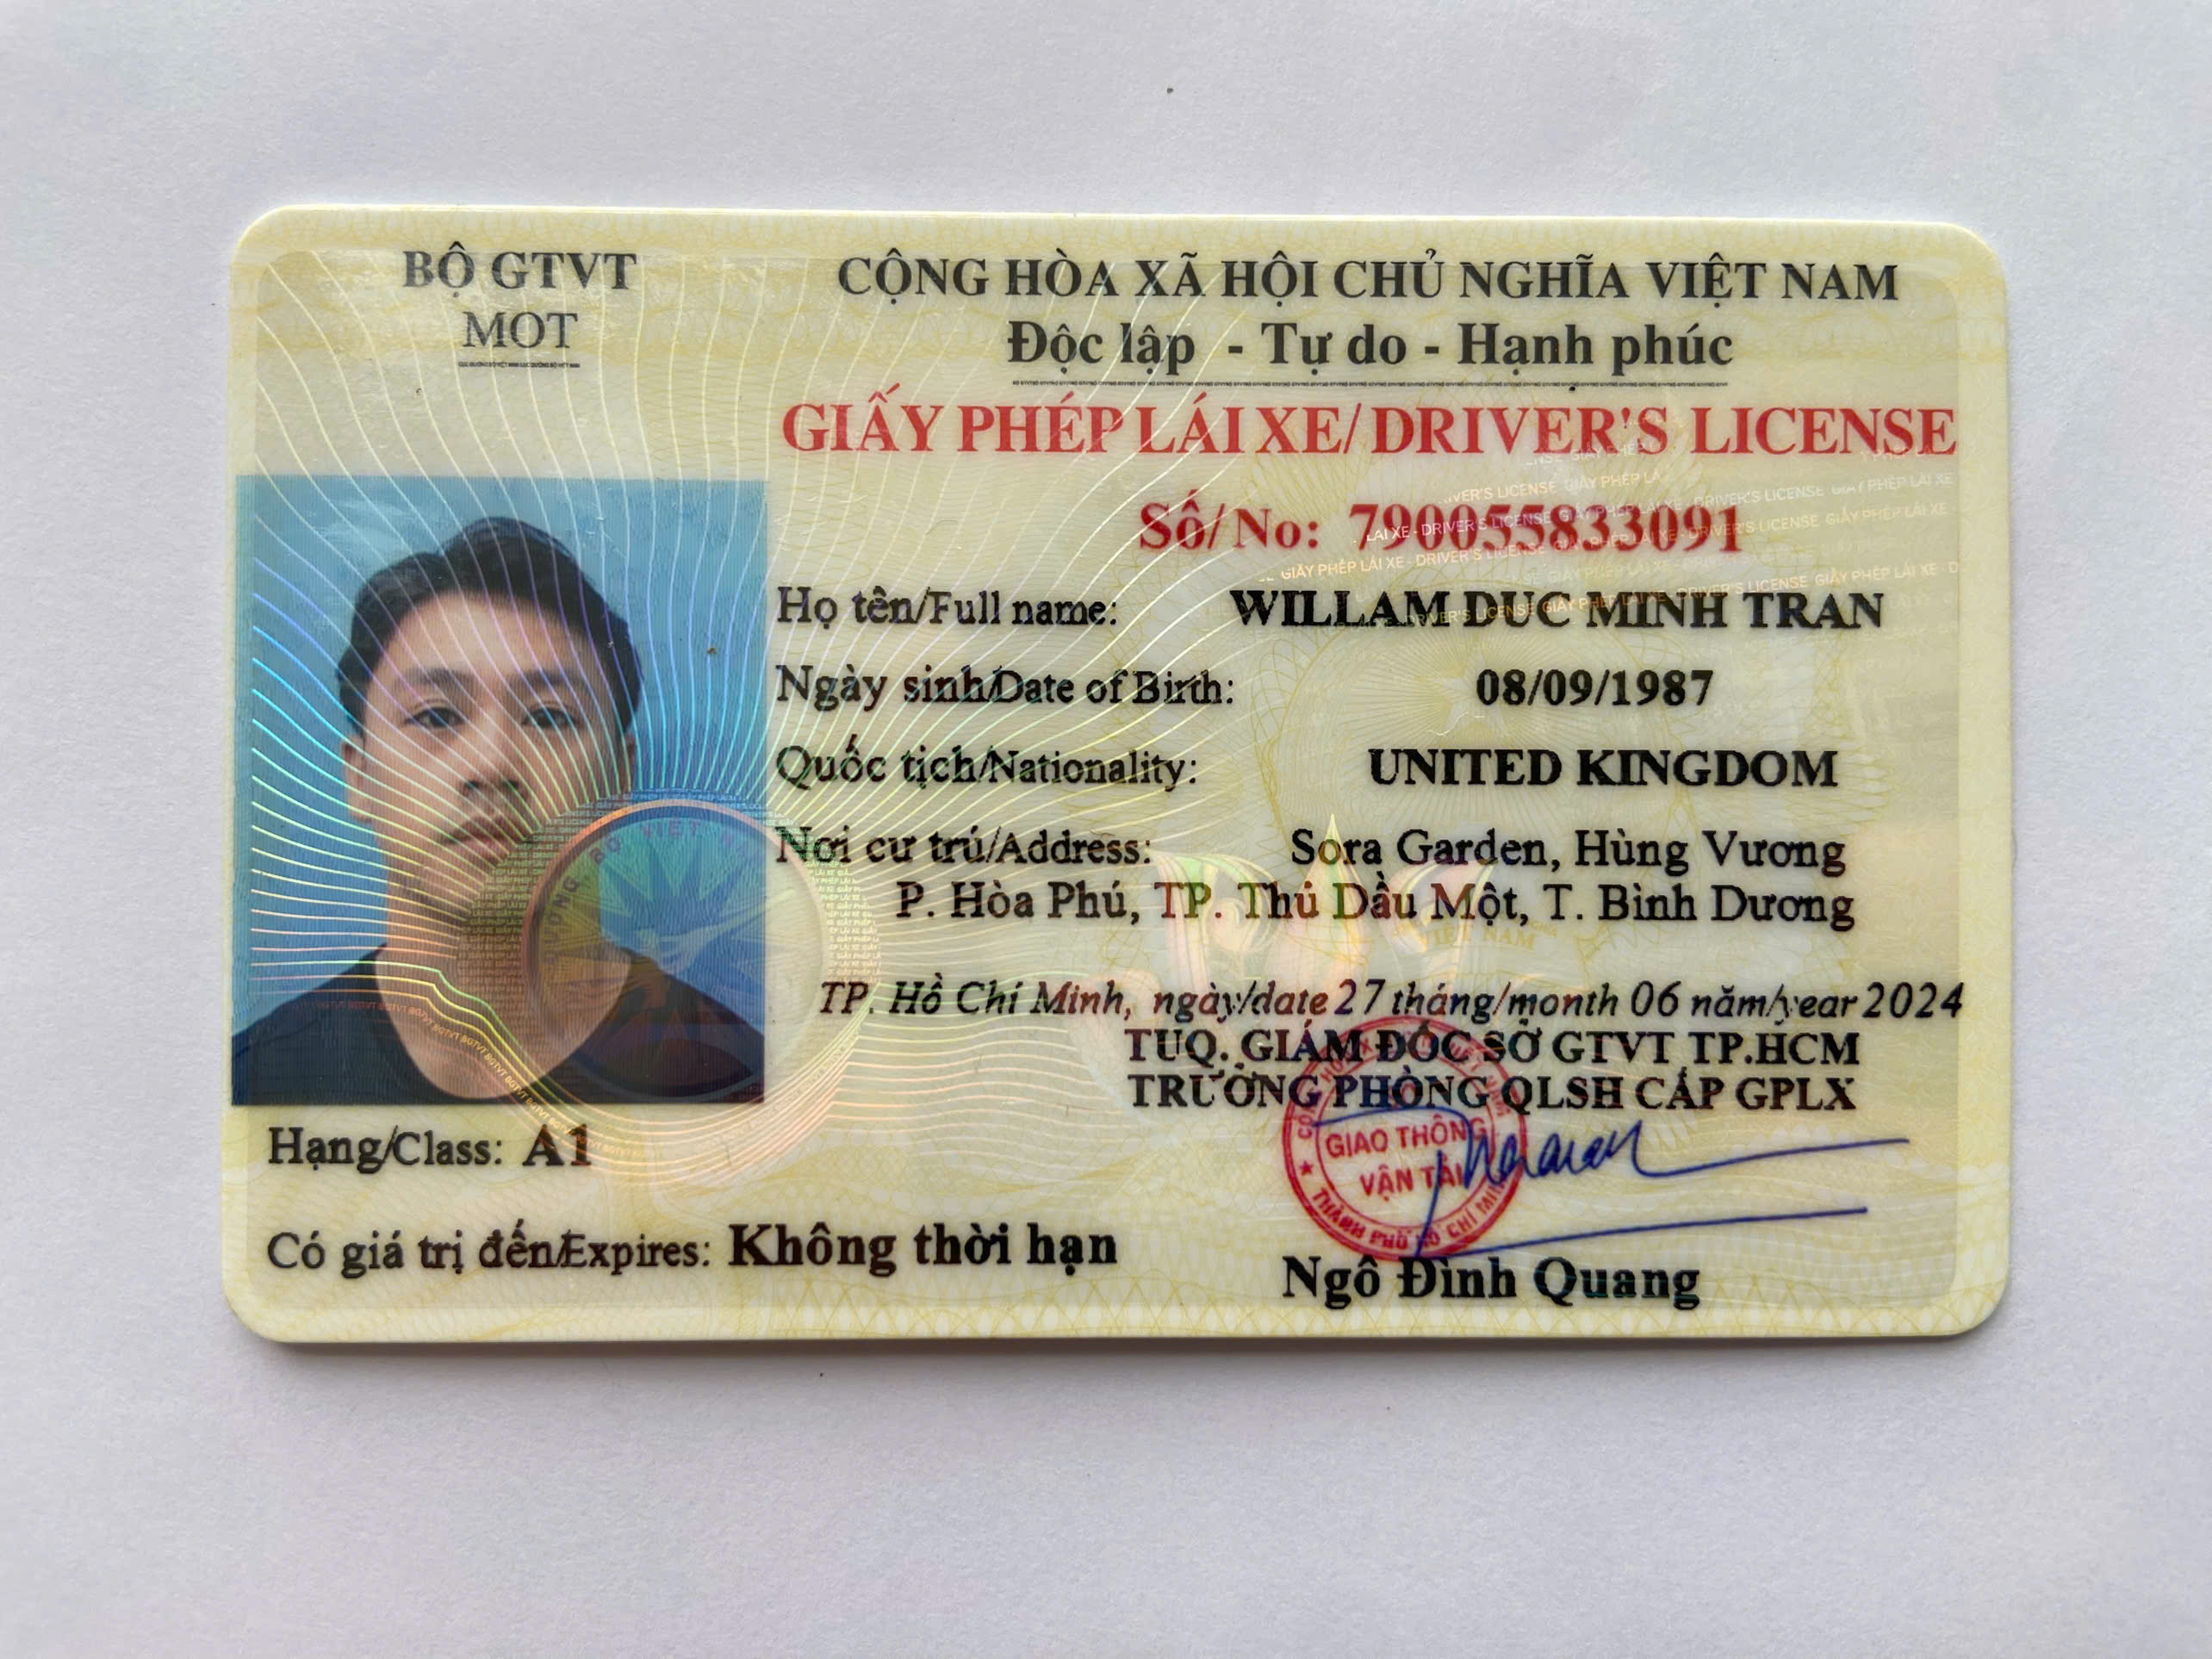 BỘ GTVT
MOT
CỘNG HÒA XÃ HỘI CHỦ NGHĨA VIỆT NAM
Độc lập - Tự do - Hạnh phúc
GIẤY PHÉP LÁI XE/ DRIVER'S LICENSE
Số/No: 790055833091
Họ tên/Full name: WILLAM DUC MINH TRAN
Ngày sinh/Date of Birth: 08/09/1987
Quốc tịch/Nationality: UNITED KINGDOM
Nơi cư trú/Address: Sora Garden, Hùng Vương
P. Hòa Phú, TP. Thủ Dầu Một, T. Bình Dương
TP. Hồ Chí Minh, ngày/date 27 tháng/month 06 năm/year 2024
TUQ. GIÁM ĐỐC SỞ GTVT TP.HCM
TRƯỞNG PHÒNG QLSH CẤP GPLX
GIAO THÔNG
VẬN TẢI
THÀNH PHỐ HỒ CHÍ MINH
Ngô Đình Quang
Hạng/Class: A1
Có giá trị đến/Expires: Không thời hạn